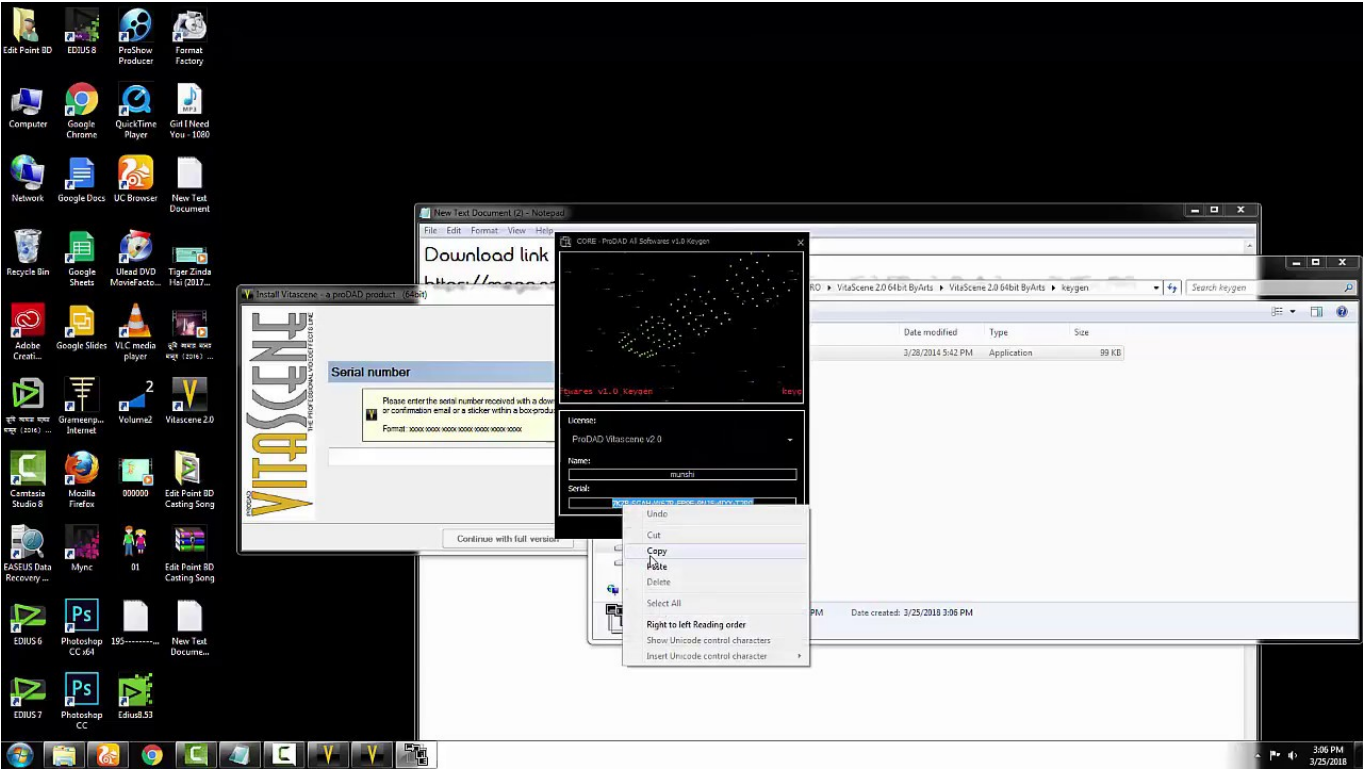 Edit Point BD
EDIUS 8
ProShow
Producer
Format
Factory
Computer
Google
Chrome
QuickTime
Player
Girl I Need
You - 1080
Network
Google Docs
UC Browser
New Text
Document
Recycle Bin
Google
Sheets
Ulead DVD
MovieFacto...
Tiger Zinda
Hai (2017...
Adobe
Creati...
Google Slides
VLC media
player
(2016) ...
(2016) ...
Grameenp...
Internet
Volume2
Vitascene 2.0
Camtasia
Studio 8
Mozilla
Firefox
000000
Edit Point BD
Casting Song
EASEUS Data
Recovery ...
Mync
01
Edit Point BD
Casting Song
EDIUS 6
Photoshop
CC x64
195---------...
New Text
Docume...
EDIUS 7
Photoshop
CC
Edius8.53
New Text Document (2) - Notepad
File Edit Format View Help
Download link
Install Vitascene - a proDAD product (64bit)
VITASCENE
THE PROFESSIONAL VIDEOEFFECTS LINE
PRODAD
Serial number
Please enter the serial number received with a dow
or confirmation email or a sticker within a box-produ
Format: xxxx-xxxx-xxxx-xxxx-xxxx-xxxx-xxxx
Continue with full version
CORE - ProDAD All Softwares v1.0 Keygen
ftwares v1.0 Keygen
keyg
License:
ProDAD Vitascene v2.0
Name:
munshi
Serial:
Undo
Cut
Copy
Paste
Delete
Select All
Right to left Reading order
Show Unicode control characters
Insert Unicode control character
RO ▸ VitaScene 2.0 64bit ByArts ▸ VitaScene 2.0 64bit ByArts ▸ keygen
Search keygen
Date modified Type Size
3/28/2014 5:42 PM Application 99 KB
PM Date created: 3/25/2018 3:06 PM
3:06 PM
3/25/2018